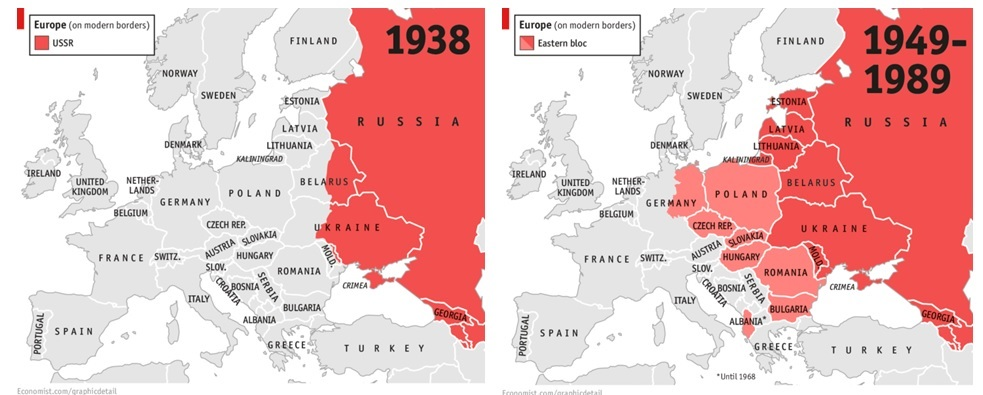 Europe (on modern borders)
USSR
1938
FINLAND
NORWAY
SWEDEN
ESTONIA
RUSSIA
LATVIA
DENMARK
LITHUANIA
KALININGRAD
IRELAND
UNITED
KINGDOM
NETHER-
LANDS
BELARUS
POLAND
GERMANY
BELGIUM
UKRAINE
CZECH REP.
SLOVAKIA
AUSTRIA
MOLD.
FRANCE
SWITZ.
HUNGARY
SLOV.
ROMANIA
CROATIA
BOSNIA
SERBIA
CRIMEA
ITALY
BULGARIA
GEORGIA
ALBANIA
PORTUGAL
SPAIN
GREECE
TURKEY
Economist.com/graphicdetail
Europe (on modern borders)
Eastern bloc
1949-
1989
FINLAND
NORWAY
SWEDEN
ESTONIA
RUSSIA
LATVIA
DENMARK
LITHUANIA
KALININGRAD
IRELAND
UNITED
KINGDOM
NETHER-
LANDS
BELARUS
POLAND
GERMANY
BELGIUM
UKRAINE
CZECH REP.
SLOVAKIA
AUSTRIA
MOLD.
FRANCE
SWITZ.
HUNGARY
SLOV.
ROMANIA
CROATIA
BOSNIA
SERBIA
CRIMEA
ITALY
BULGARIA
GEORGIA
ALBANIA*
PORTUGAL
SPAIN
GREECE
TURKEY
*Until 1968
Economist.com/graphicdetail